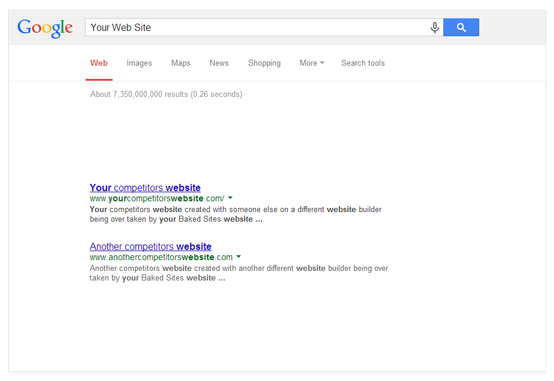 Google
Your Web Site
Web Images Maps News Shopping More Search tools
About 7,350,000,000 results (0.26 seconds)
Your competitors website
www.yourcompetitorswebsite.com/
Your competitors website created with someone else on a different website builder
being over taken by your Baked Sites website ...
Another competitors website
www.anothercompetitorswebsite.com
Another competitors website created with another different website builder being over
taken by your Baked Sites website ...